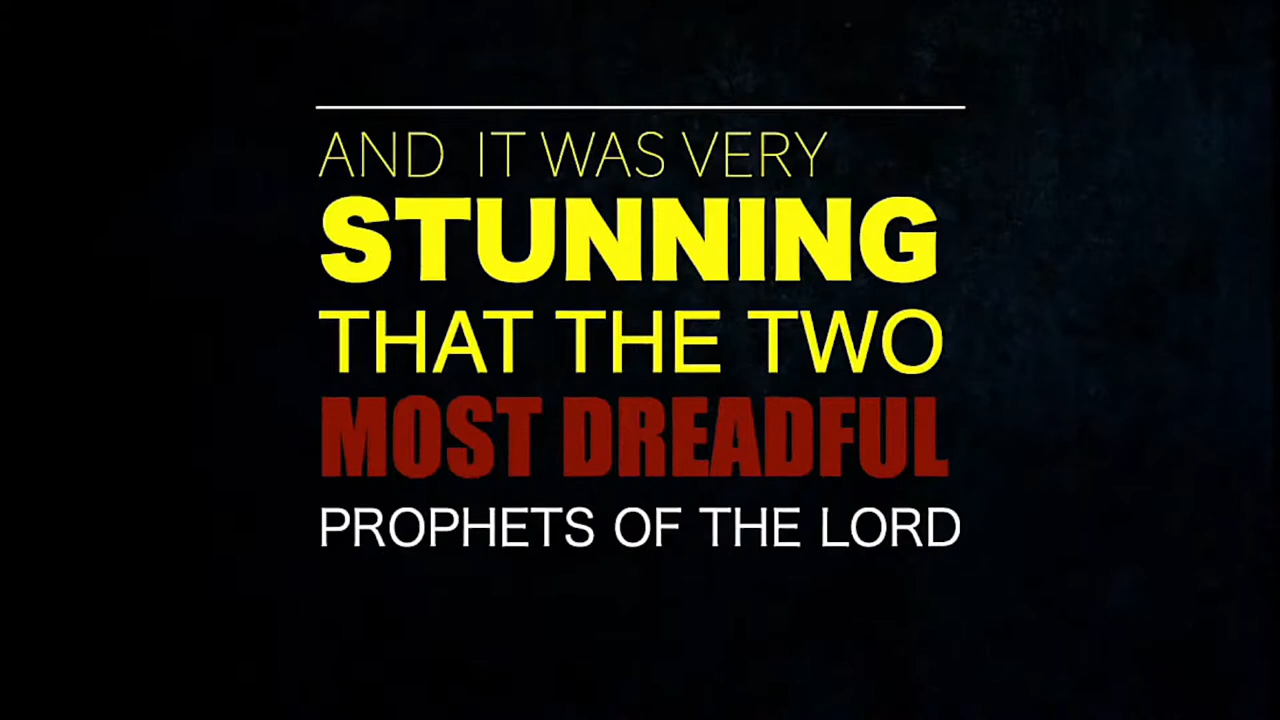 AND IT WAS VERY
STUNNING
THAT THE TWO
MOST DREADFUL
PROPHETS OF THE LORD